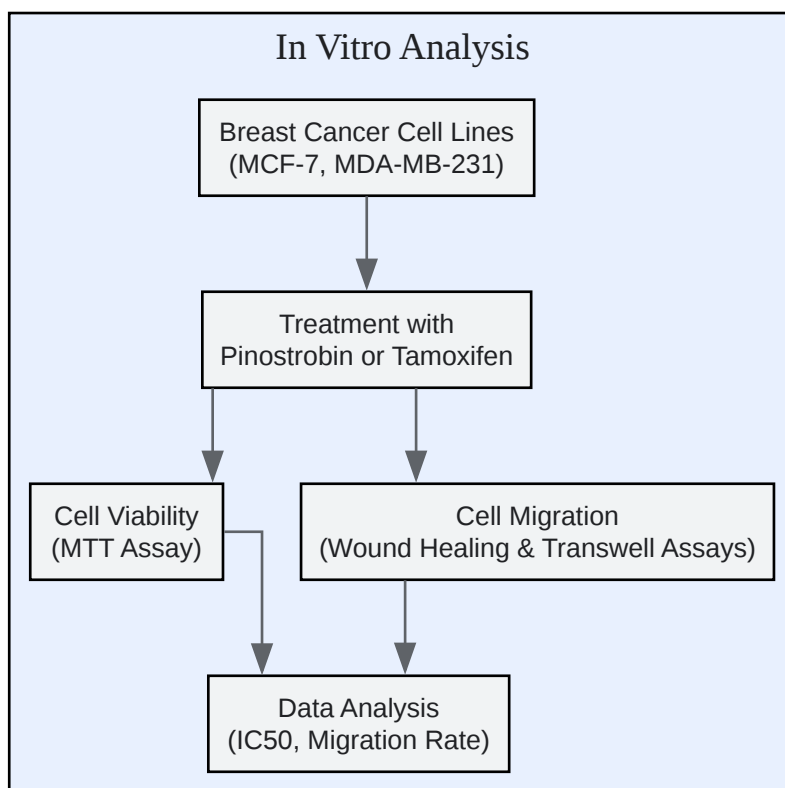 In Vitro Analysis
Breast Cancer Cell Lines
(MCF-7, MDA-MB-231)
Treatment with
Pinostrobin or Tamoxifen
Cell Viability
(MTT Assay)
Cell Migration
(Wound Healing & Transwell Assays)
Data Analysis
(IC50, Migration Rate)